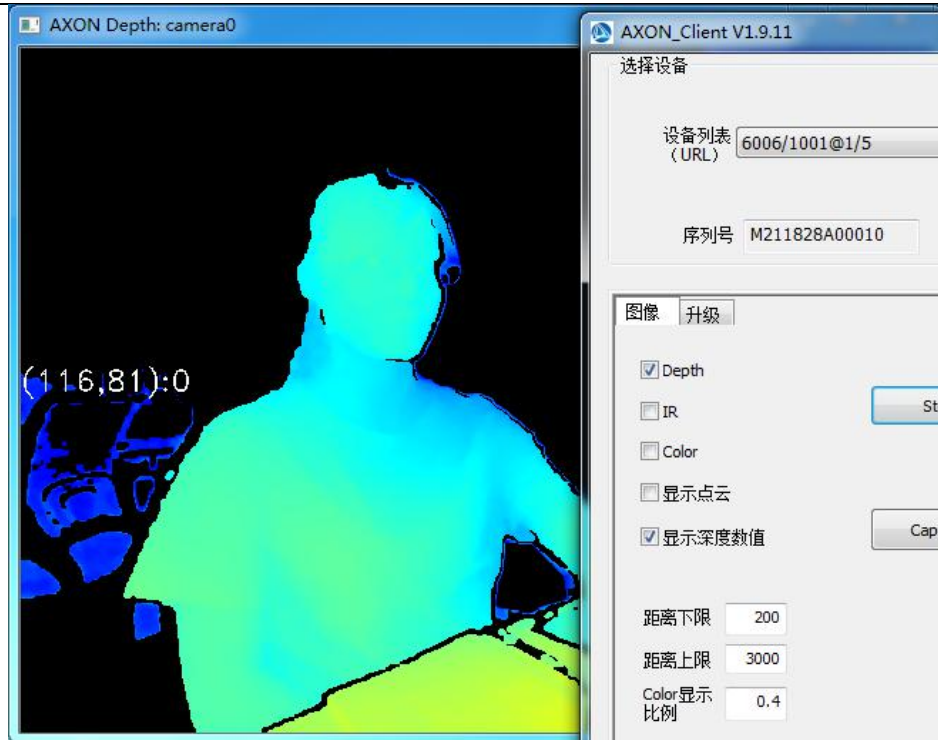 AXON Depth: camera0
AXON_Client V1.9.11
选择设备
设备列表
（URL）
6006/1001@1/5
序列号
M211828A00010
图像
升级
(116,81):0
Depth
IR
St
Color
显示点云
显示深度数值
Cap
距离下限
200
距离上限
3000
Color显示
比例
0.4